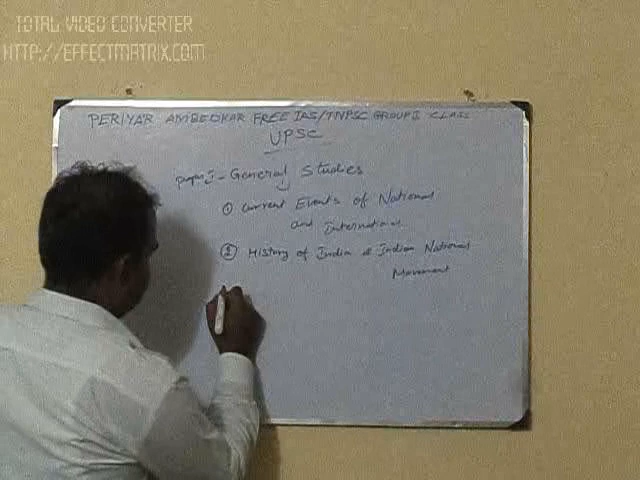 TOTAL VIDEO CONVERTER
HTTP://EFFECTMATRIX.COM
PERIYAR AMBEDKAR FREE IAS/TNPSC GROUP I CLASS
UPSC
paper I - General Studies
① Current Events of National
and International
② History of India & Indian National
Movement